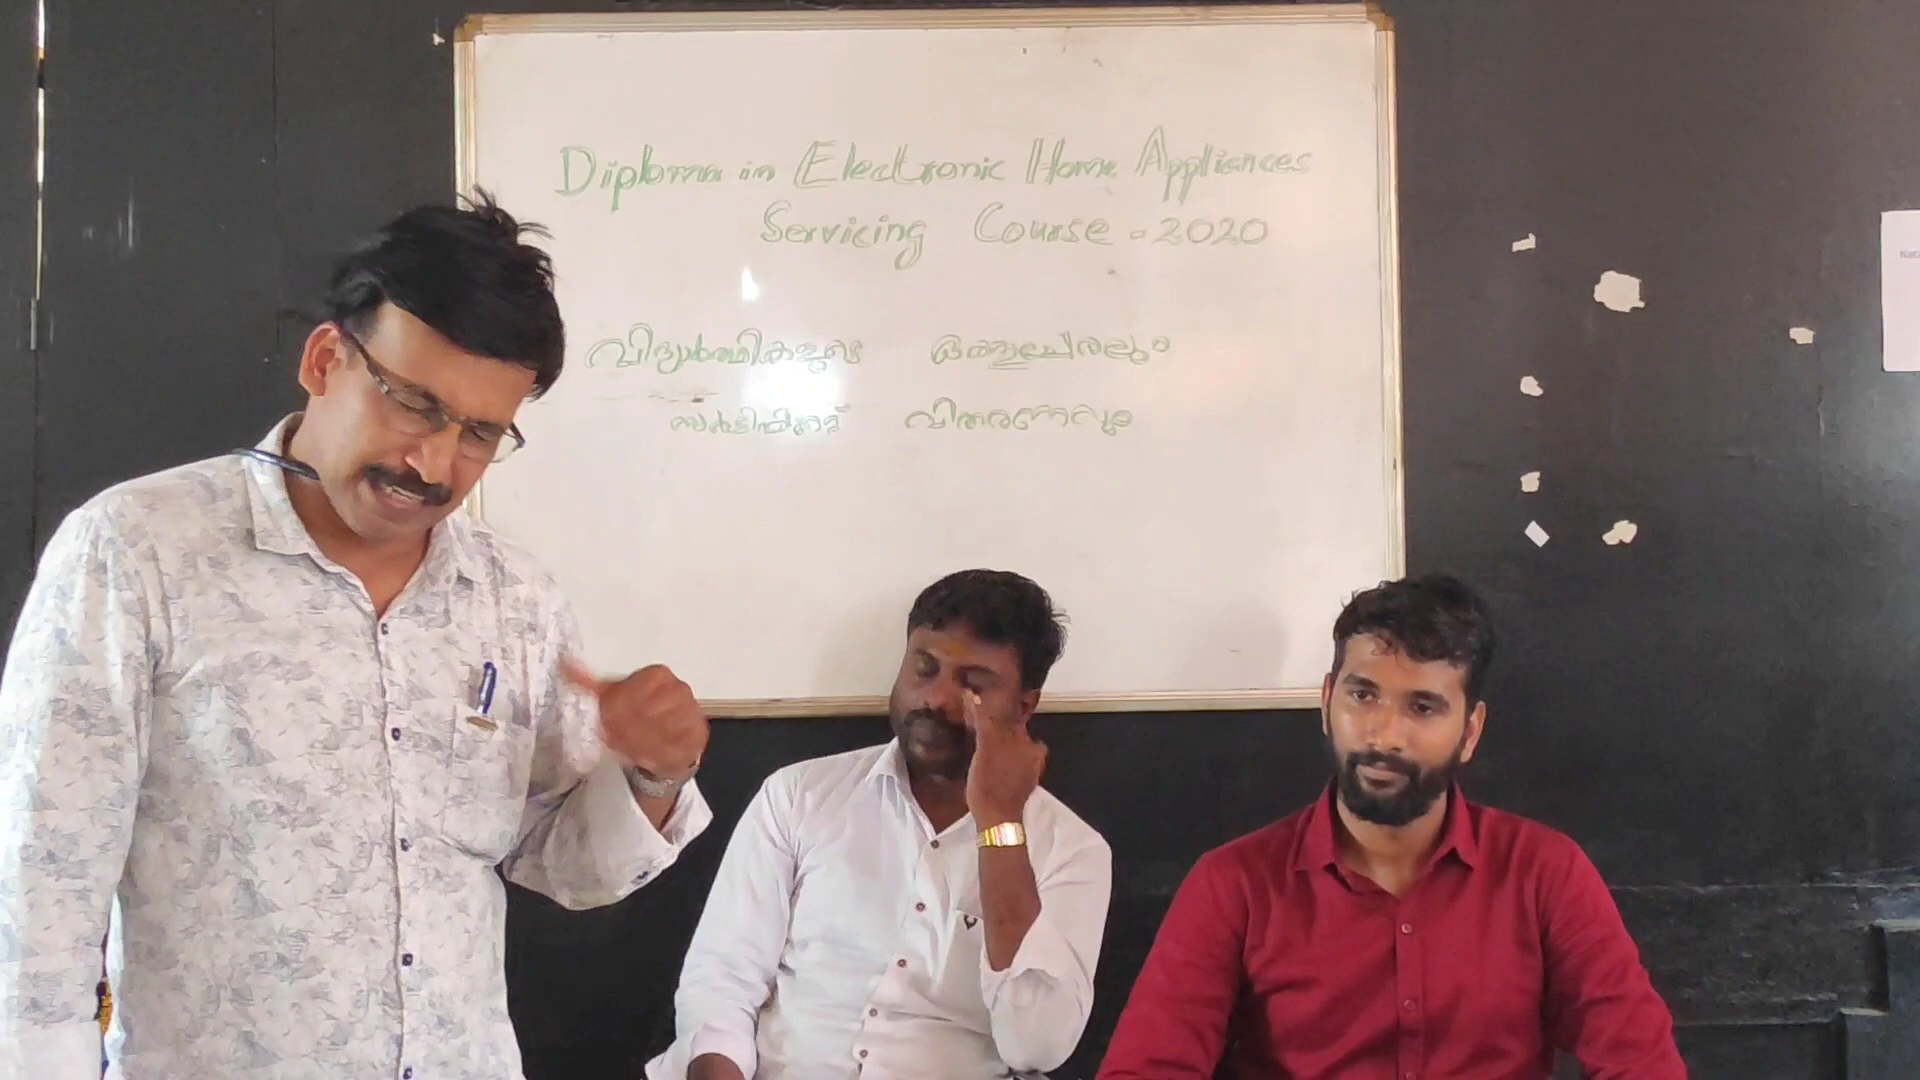 Diploma in Electronic Home Appliances
Servicing Course - 2020
വിദ്യാർത്ഥികളുടെ ഒത്തുചേരലും
സർട്ടിഫിക്കറ്റ് വിതരണവും